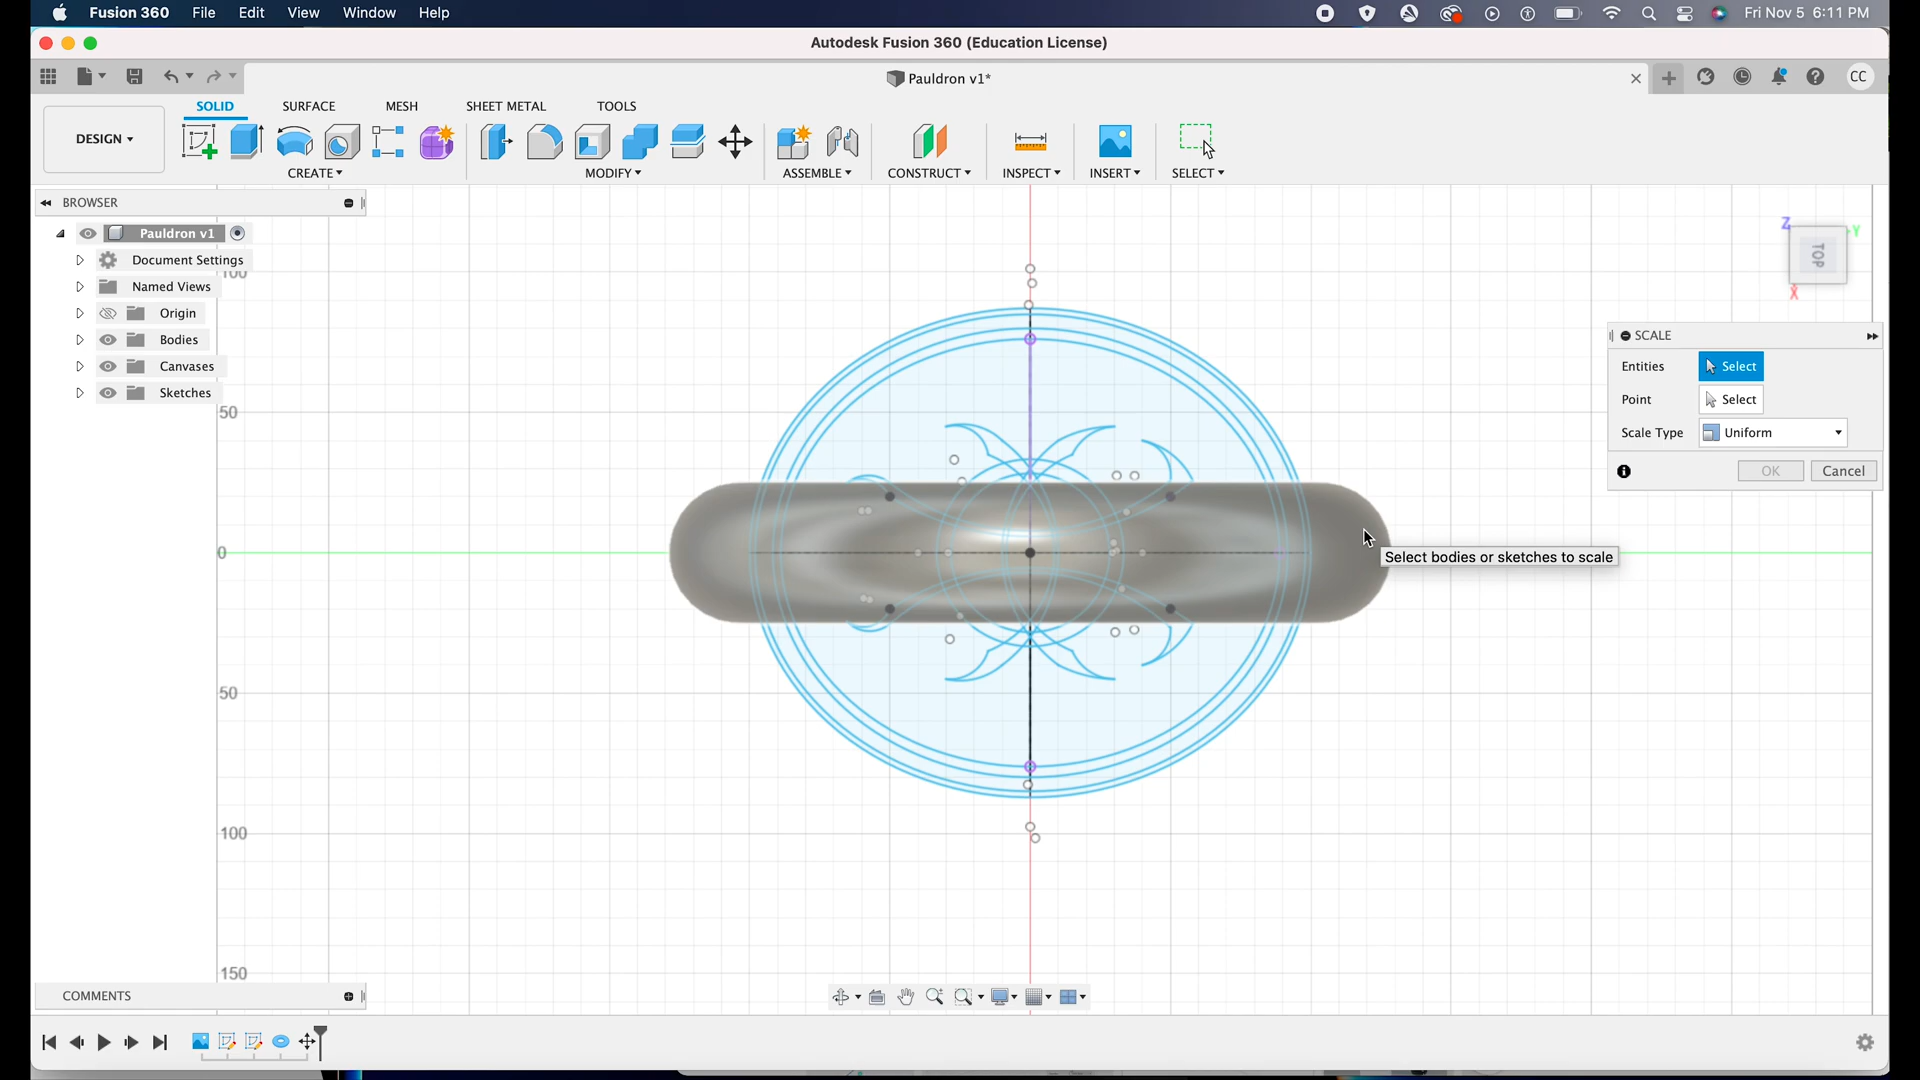 Fusion 360 File Edit View Window Help Fri Nov 5 6:11 PM
Autodesk Fusion 360 (Education License)
Pauldron v1* CC
SOLID SURFACE MESH SHEET METAL TOOLS
DESIGN
CREATE MODIFY ASSEMBLE CONSTRUCT INSPECT INSERT SELECT
BROWSER
Pauldron v1
Document Settings
Named Views
Origin
Bodies
Canvases
Sketches
100
50
0
50
100
150
Z
Y
TOP
X
SCALE
Entities Select
Point Select
Scale Type Uniform
OK Cancel
Select bodies or sketches to scale
COMMENTS